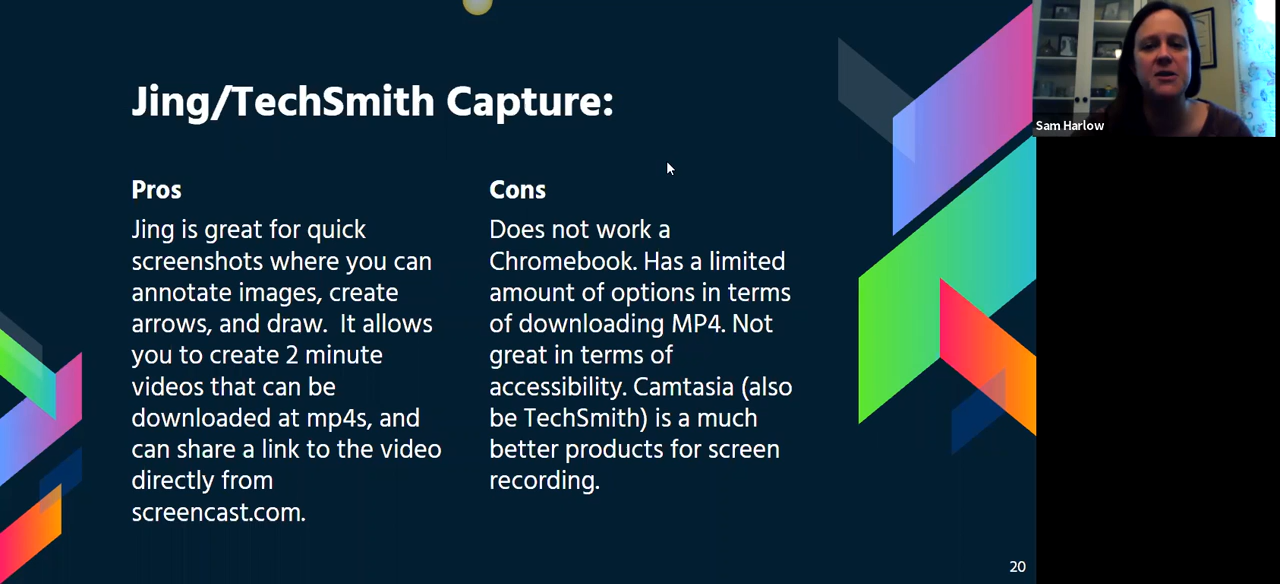 Jing/TechSmith Capture:
Pros
Jing is great for quick
screenshots where you can
annotate images, create
arrows, and draw.  It allows
you to create 2 minute
videos that can be
downloaded at mp4s, and
can share a link to the video
directly from
screencast.com.
Cons
Does not work a
Chromebook. Has a limited
amount of options in terms
of downloading MP4. Not
great in terms of
accessibility. Camtasia (also
be TechSmith) is a much
better products for screen
recording.
20
Sam Harlow